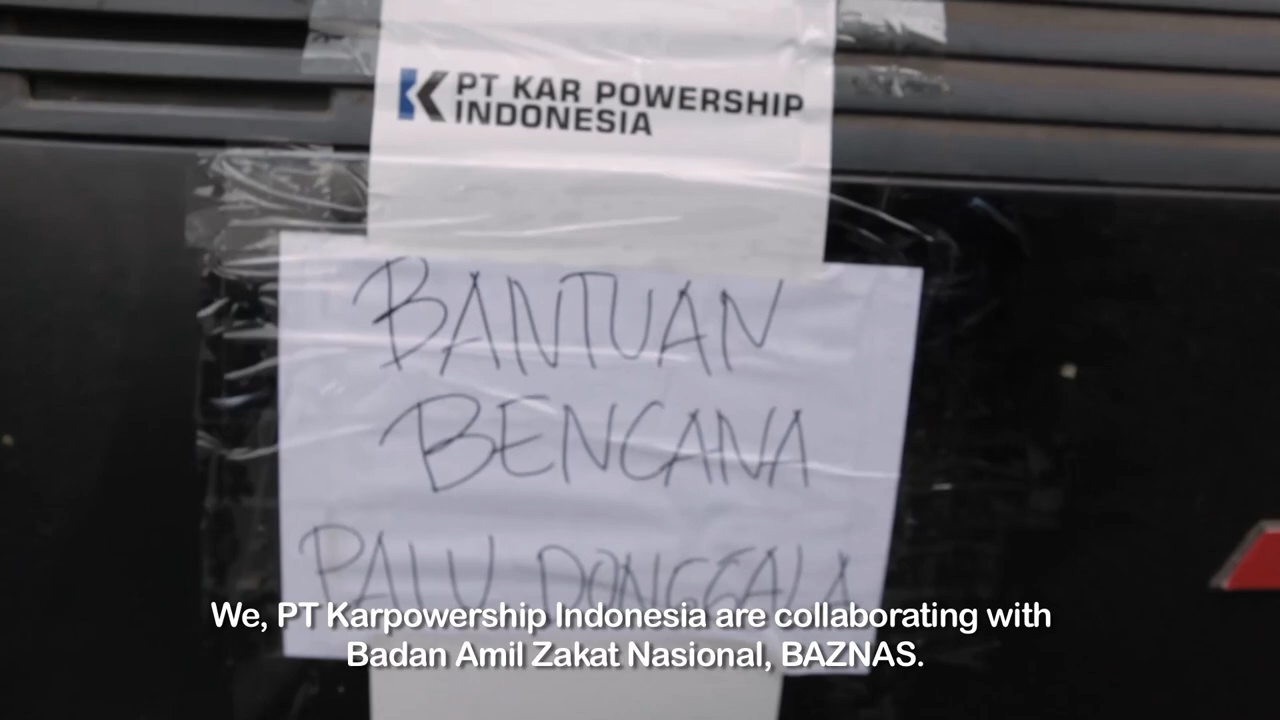 PT KAR POWERSHIP
INDONESIA
BANTUAN
BENCANA
PALU DONGGALA
We, PT Karpowership Indonesia are collaborating with
Badan Amil Zakat Nasional, BAZNAS.